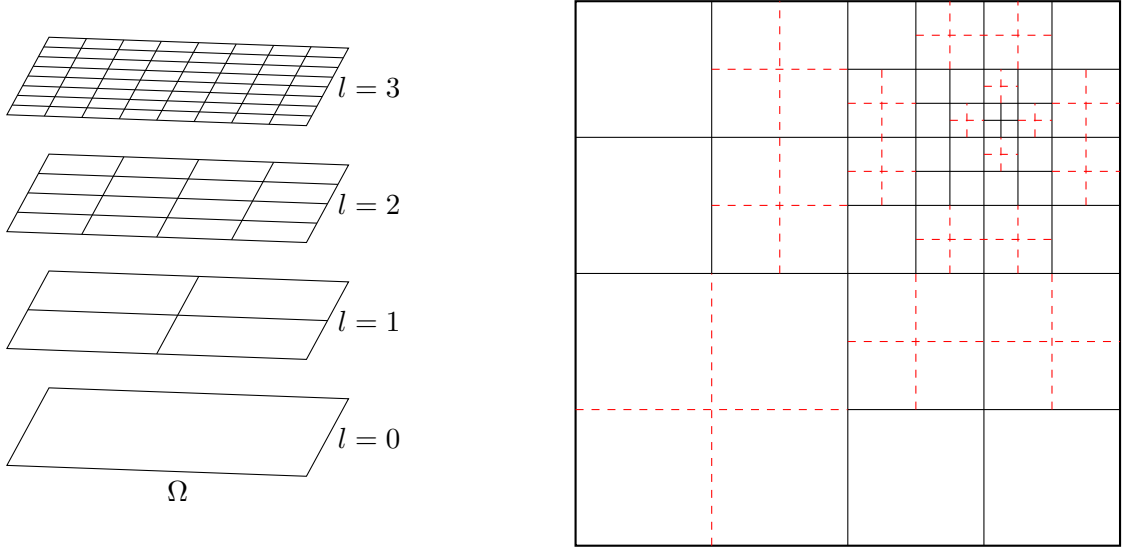 l = 3
l = 2
l = 1
l = 0
Ω